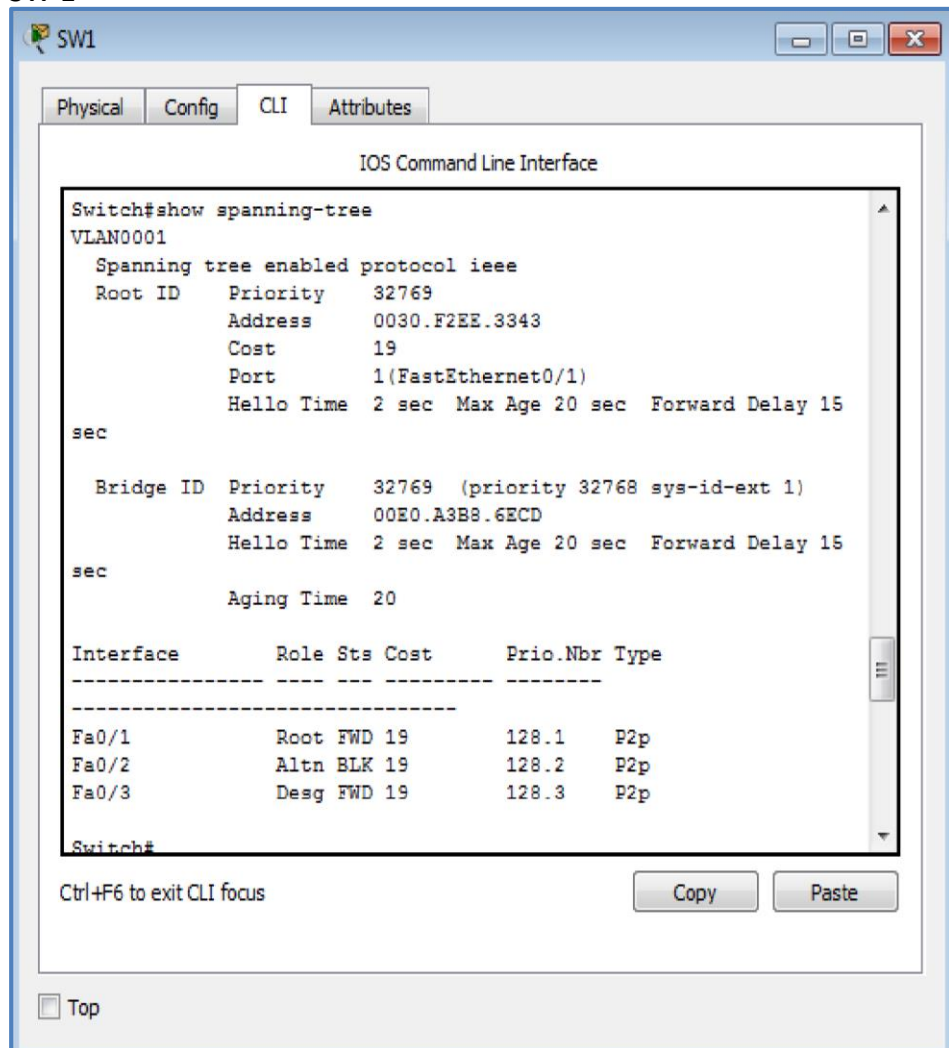 SW1
Physical Config CLI Attributes
IOS Command Line Interface
Switch#show spanning-tree
VLAN0001
  Spanning tree enabled protocol ieee
  Root ID    Priority    32769
             Address     0030.F2EE.3343
             Cost        19
             Port        1(FastEthernet0/1)
             Hello Time  2 sec  Max Age 20 sec  Forward Delay 15
sec

  Bridge ID  Priority    32769  (priority 32768 sys-id-ext 1)
             Address     00E0.A3B8.6ECD
             Hello Time  2 sec  Max Age 20 sec  Forward Delay 15
sec
             Aging Time  20

Interface        Role Sts Cost      Prio.Nbr Type
---------------- ---- --- --------- --------
--------------------------------
Fa0/1            Root FWD 19        128.1    P2p
Fa0/2            Altn BLK 19        128.2    P2p
Fa0/3            Desg FWD 19        128.3    P2p

Switch#
Ctrl+F6 to exit CLI focus
Copy Paste
Top